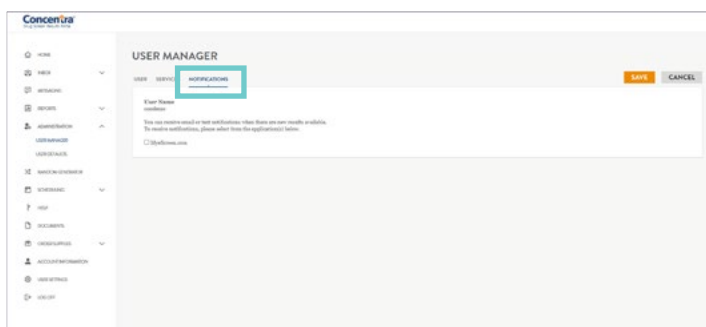 Concentra
HOME
USER MANAGER
INBOX
USER SERVICE NOTIFICATIONS
SAVE CANCEL
MESSAGING
REPORTS
User Name
ADMINISTRATION
You can receive email or text notifications when there are new results available.
To receive notifications, please select from the application(s) below.
USER MANAGER
MyeScreen.com
USER DEFAULTS
RANDOM GENERATOR
SCHEDULING
HELP
DOCUMENTS
ORDER SUPPLIES
ACCOUNT INFORMATION
USER SETTINGS
LOG OFF